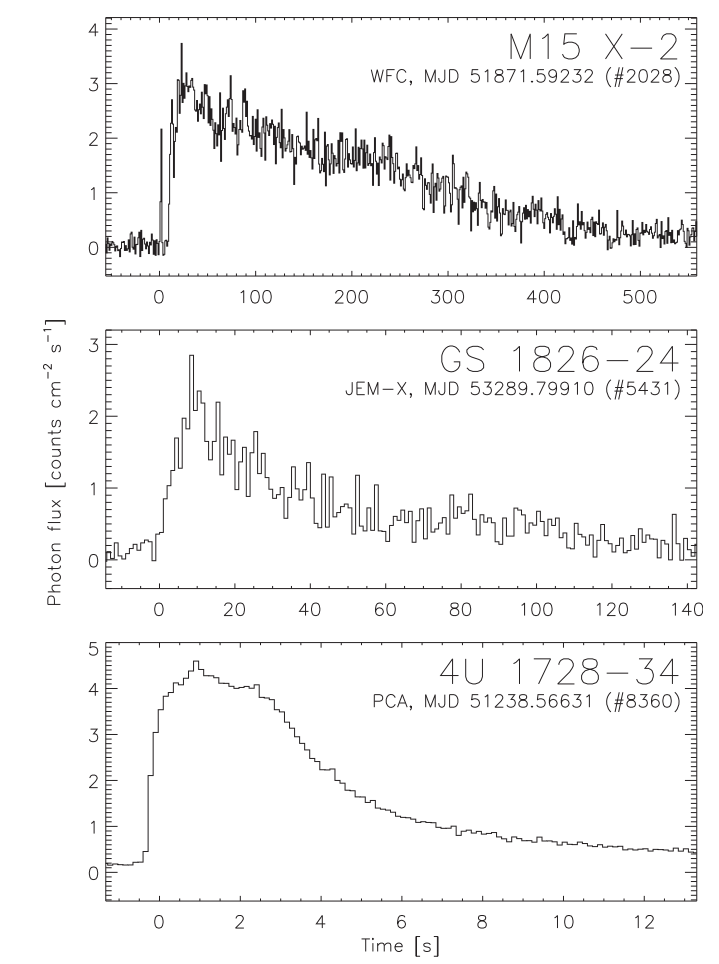 M15 X-2
WFC, MJD 51871.59232 (#2028)
4
3
2
1
0
0 100 200 300 400 500
GS 1826-24
JEM-X, MJD 53289.79910 (#5431)
3
2
1
0
0 20 40 60 80 100 120 140
Photon flux [counts cm⁻² s⁻¹]
4U 1728-34
PCA, MJD 51238.56631 (#8360)
5
4
3
2
1
0
0 2 4 6 8 10 12
Time [s]